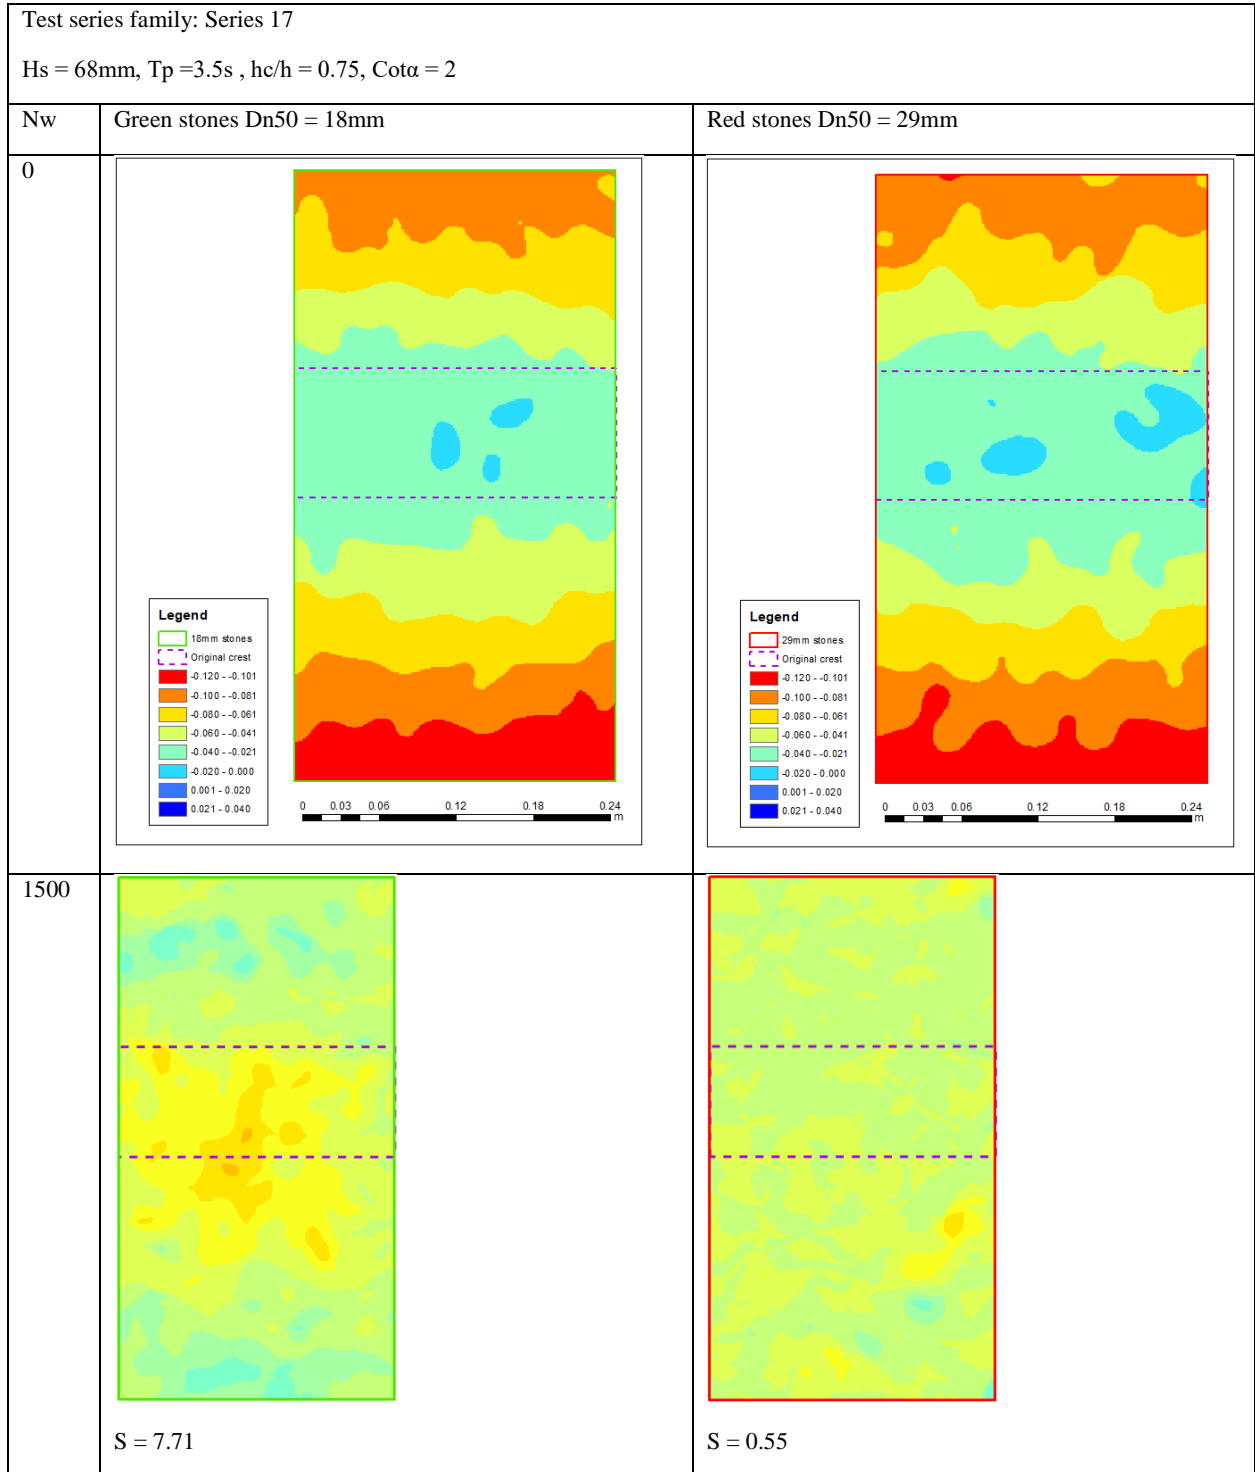 Test series family: Series 17
Hs = 68mm, Tp =3.5s , hc/h = 0.75, Cotα = 2
Nw
Green stones Dn50 = 18mm
Red stones Dn50 = 29mm
0
Legend
18mm stones
Original crest
-0.120 - -0.101
-0.100 - -0.081
-0.080 - -0.061
-0.060 - -0.041
-0.040 - -0.021
-0.020 - 0.000
0.001 - 0.020
0.021 - 0.040
0 0.03 0.06 0.12 0.18 0.24
m
Legend
29mm stones
Original crest
-0.120 - -0.101
-0.100 - -0.081
-0.080 - -0.061
-0.060 - -0.041
-0.040 - -0.021
-0.020 - 0.000
0.001 - 0.020
0.021 - 0.040
0 0.03 0.06 0.12 0.18 0.24
m
1500
S = 7.71
S = 0.55